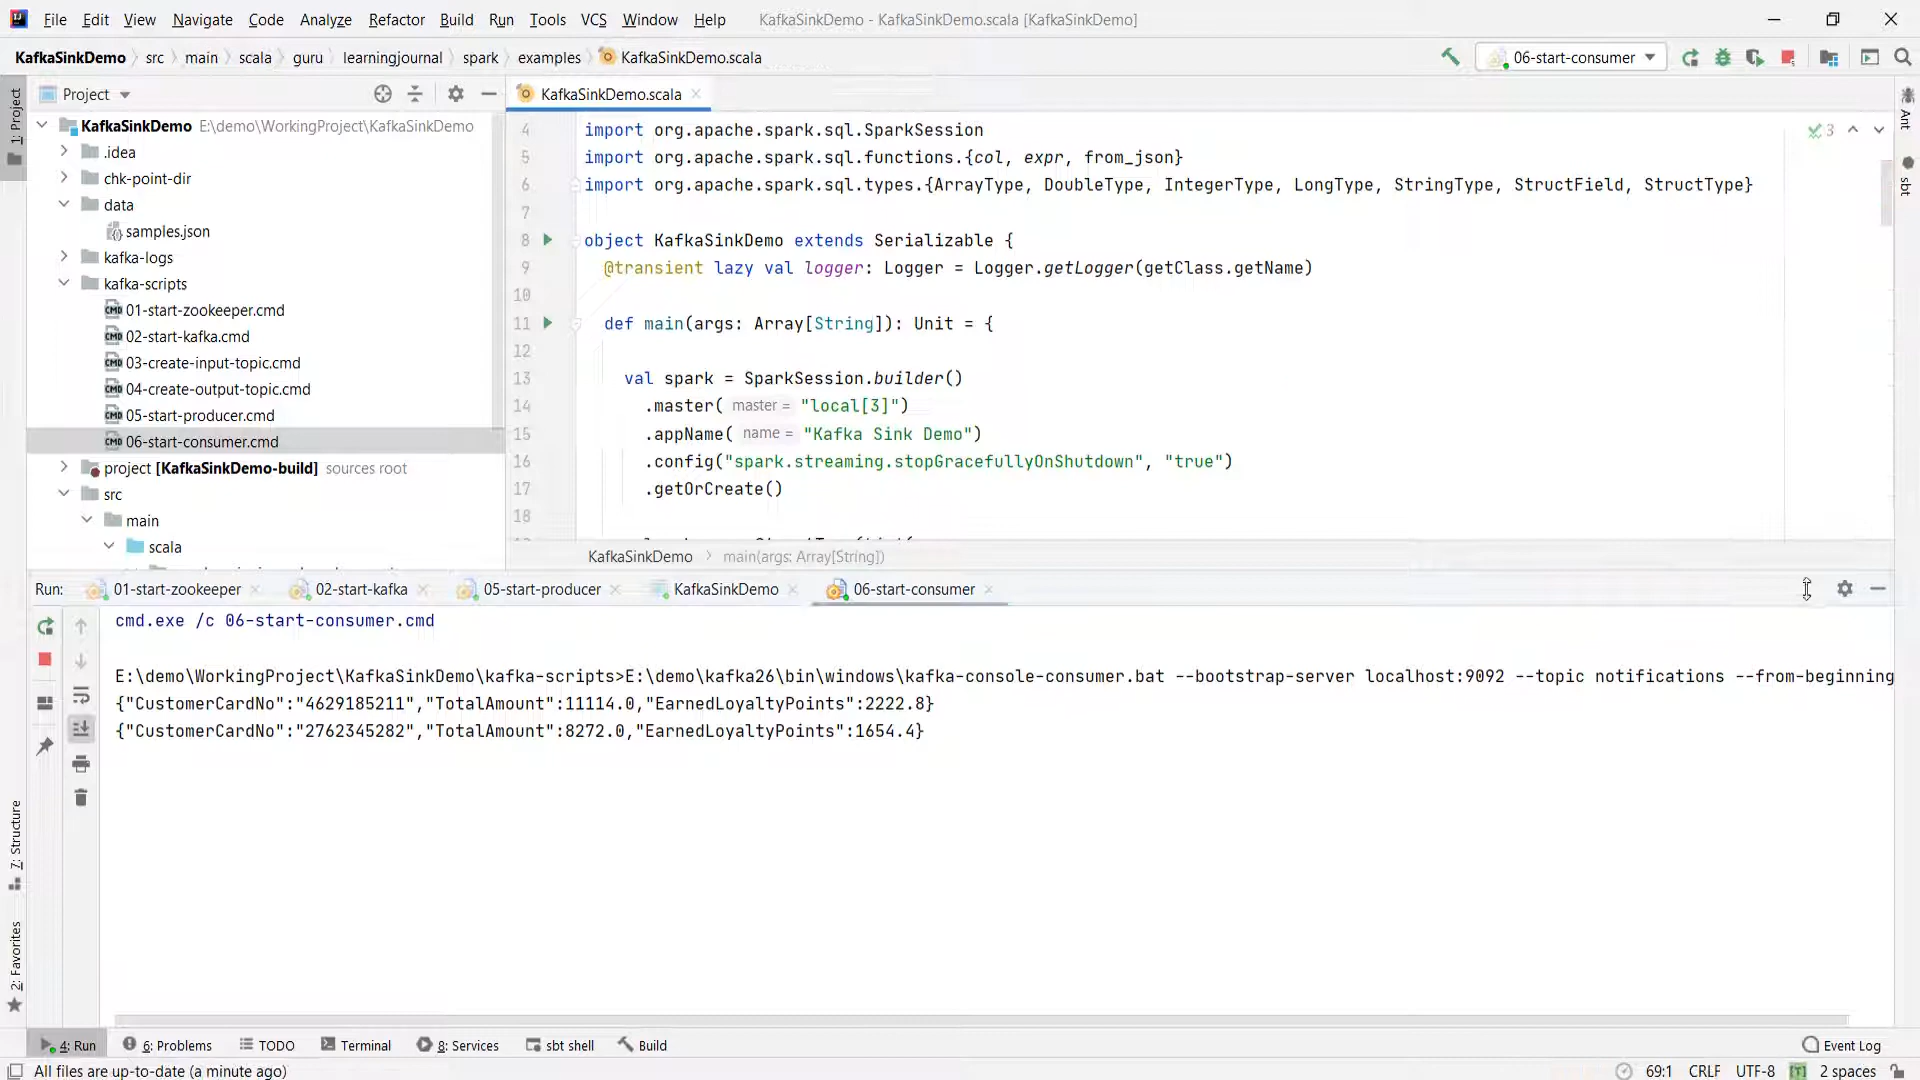 File Edit View Navigate Code Analyze Refactor Build Run Tools VCS Window Help KafkaSinkDemo - KafkaSinkDemo.scala [KafkaSinkDemo]
KafkaSinkDemo src main scala guru learningjournal spark examples KafkaSinkDemo.scala 06-start-consumer
Project KafkaSinkDemo.scala
KafkaSinkDemo E:\demo\WorkingProject\KafkaSinkDemo
.idea
chk-point-dir
data
samples.json
kafka-logs
kafka-scripts
01-start-zookeeper.cmd
02-start-kafka.cmd
03-create-input-topic.cmd
04-create-output-topic.cmd
05-start-producer.cmd
06-start-consumer.cmd
project [KafkaSinkDemo-build] sources root
src
main
scala
1: Project
7: Structure
2: Favorites
4 import org.apache.spark.sql.SparkSession
5 import org.apache.spark.sql.functions.{col, expr, from_json}
6 import org.apache.spark.sql.types.{ArrayType, DoubleType, IntegerType, LongType, StringType, StructField, StructType}
7
8 object KafkaSinkDemo extends Serializable {
9 @transient lazy val logger: Logger = Logger.getLogger(getClass.getName)
10
11 def main(args: Array[String]): Unit = {
12
13 val spark = SparkSession.builder()
14 .master( master = "local[3]")
15 .appName( name = "Kafka Sink Demo")
16 .config("spark.streaming.stopGracefullyOnShutdown", "true")
17 .getOrCreate()
18
3
Ant
sbt
KafkaSinkDemo main(args: Array[String])
Run: 01-start-zookeeper 02-start-kafka 05-start-producer KafkaSinkDemo 06-start-consumer
cmd.exe /c 06-start-consumer.cmd
E:\demo\WorkingProject\KafkaSinkDemo\kafka-scripts>E:\demo\kafka26\bin\windows\kafka-console-consumer.bat --bootstrap-server localhost:9092 --topic notifications --from-beginning
{"CustomerCardNo":"4629185211","TotalAmount":11114.0,"EarnedLoyaltyPoints":2222.8}
{"CustomerCardNo":"2762345282","TotalAmount":8272.0,"EarnedLoyaltyPoints":1654.4}
4: Run 6: Problems TODO Terminal 8: Services sbt shell Build Event Log
All files are up-to-date (a minute ago) 69:1 CRLF UTF-8 [T] 2 spaces